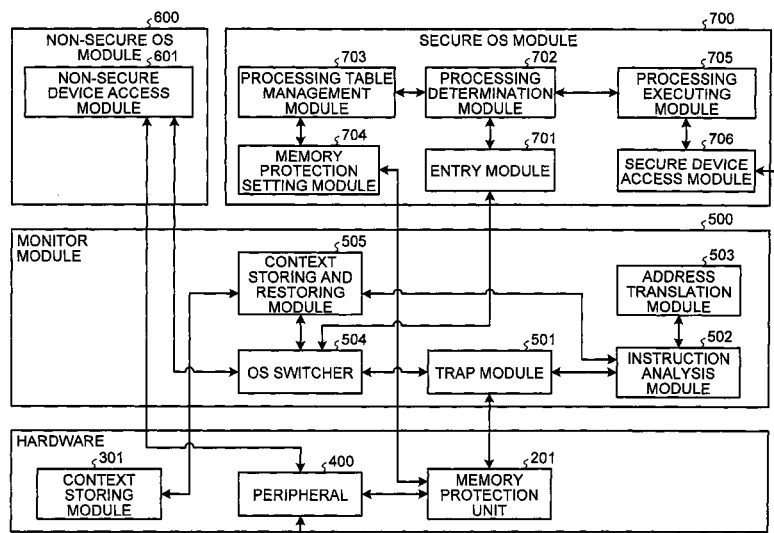 600
NON-SECURE OS
MODULE
601
NON-SECURE
DEVICE ACCESS
MODULE
700
SECURE OS MODULE
703
PROCESSING TABLE
MANAGEMENT MODULE
702
PROCESSING
DETERMINATION
MODULE
705
PROCESSING
EXECUTING
MODULE
704
MEMORY
PROTECTION
SETTING MODULE
701
ENTRY MODULE
706
SECURE DEVICE
ACCESS MODULE
500
MONITOR
MODULE
505
CONTEXT
STORING AND
RESTORING
MODULE
503
ADDRESS
TRANSLATION
MODULE
504
OS SWITCHER
501
TRAP MODULE
502
INSTRUCTION
ANALYSIS
MODULE
HARDWARE
301
CONTEXT
STORING
MODULE
400
PERIPHERAL
201
MEMORY
PROTECTION
UNIT